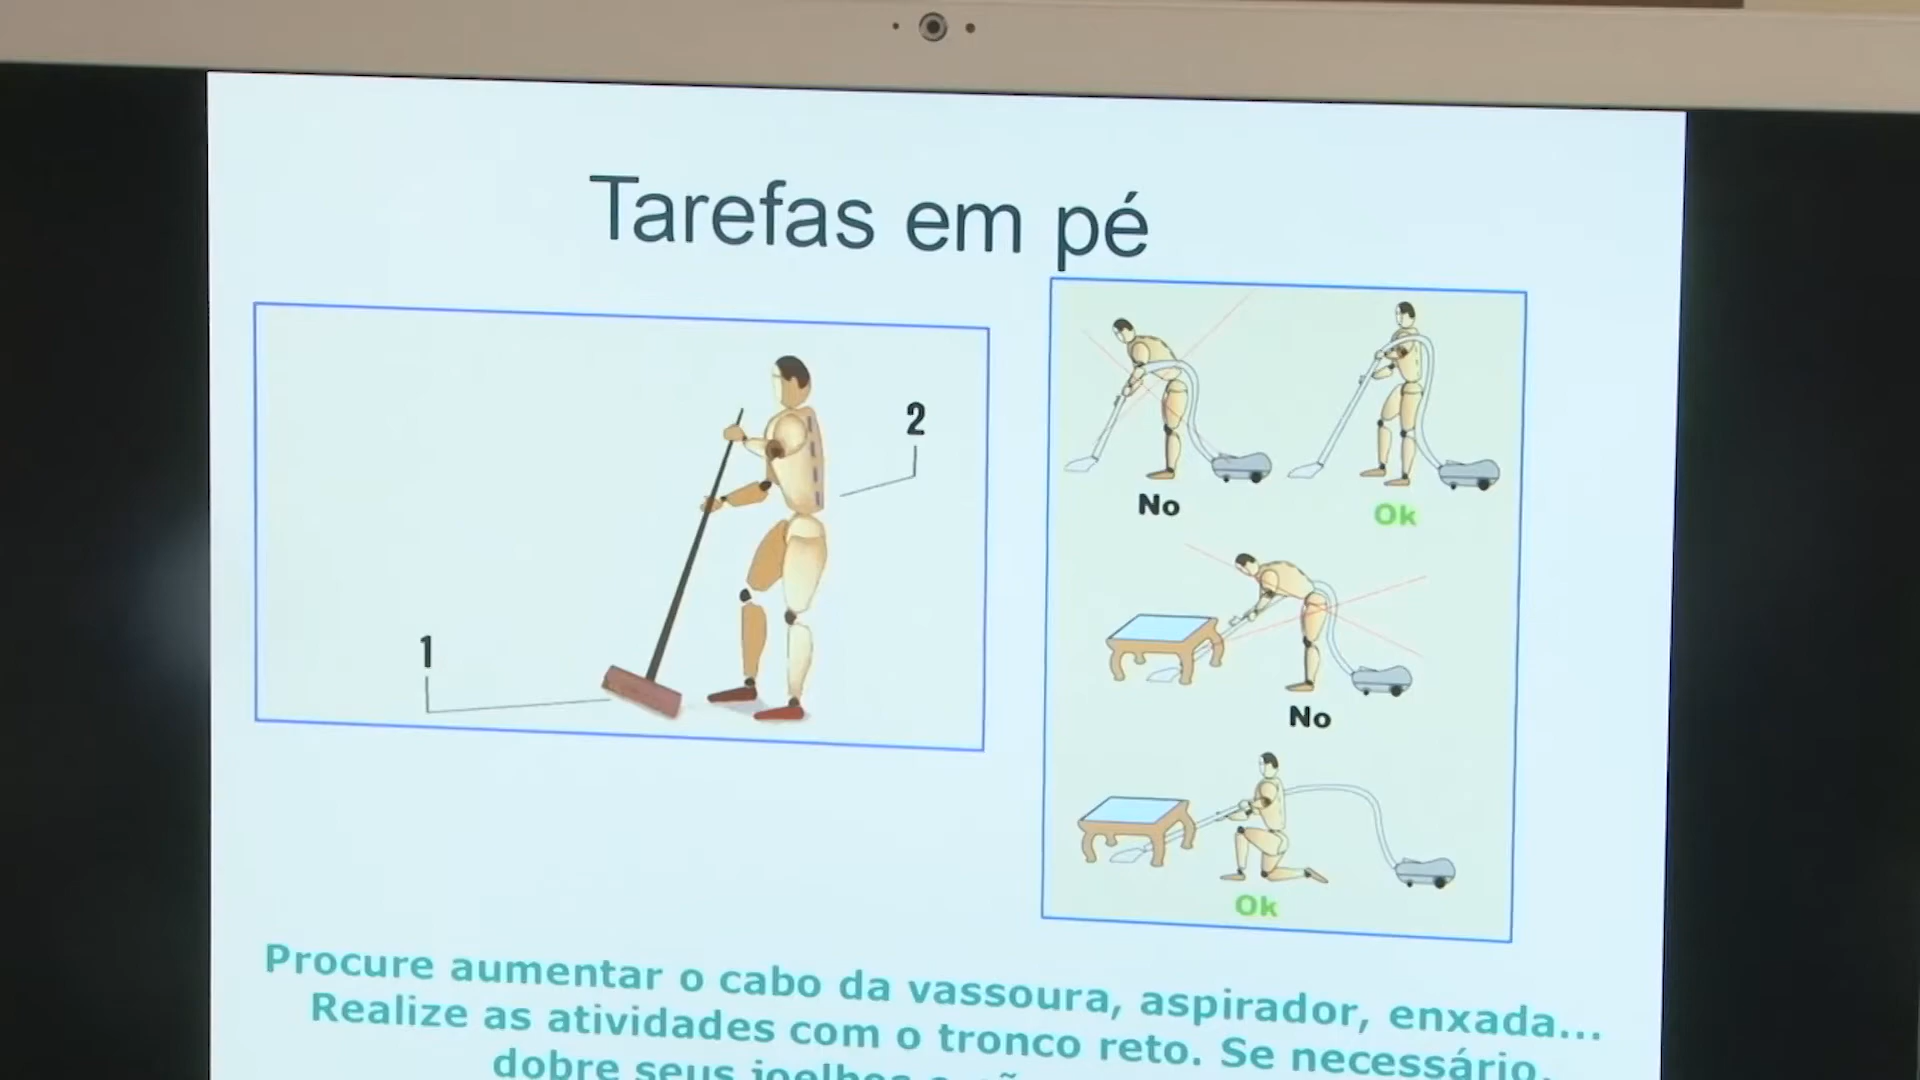 Tarefas em pé
2
1
No
Ok
No
Ok
Procure aumentar o cabo da vassoura, aspirador, enxada...
Realize as atividades com o tronco reto. Se necessário,
dobre seus joelhos